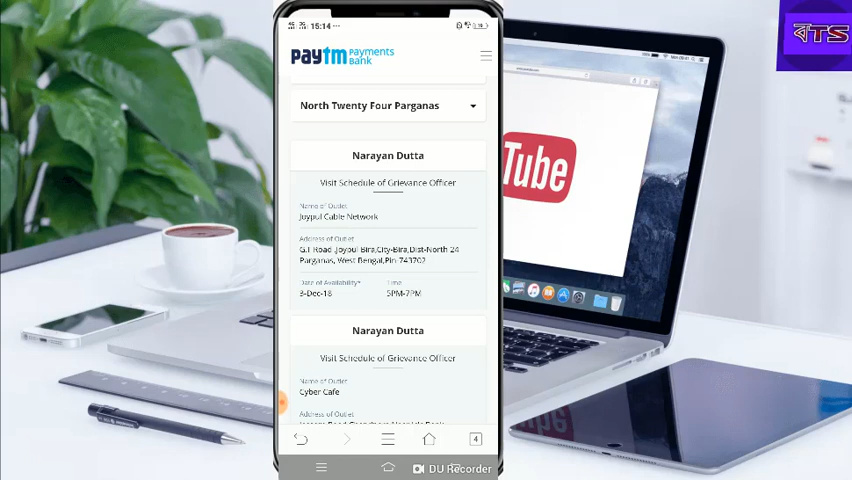 15:14
paytm payments Bank
North Twenty Four Parganas
Narayan Dutta
Visit Schedule of Grievance Officer
Name of Outlet
Joypul Cable Network
Address of Outlet
G.T Road ,Joypul Bira,City-Bira,Dist-North 24
Parganas, West Bengal,Pin-743702
Date of Availability* Time
3-Dec-18 5PM-7PM
Narayan Dutta
Visit Schedule of Grievance Officer
Name of Outlet
Cyber Cafe
Address of Outlet
4
DU Recorder
Tube
বTS